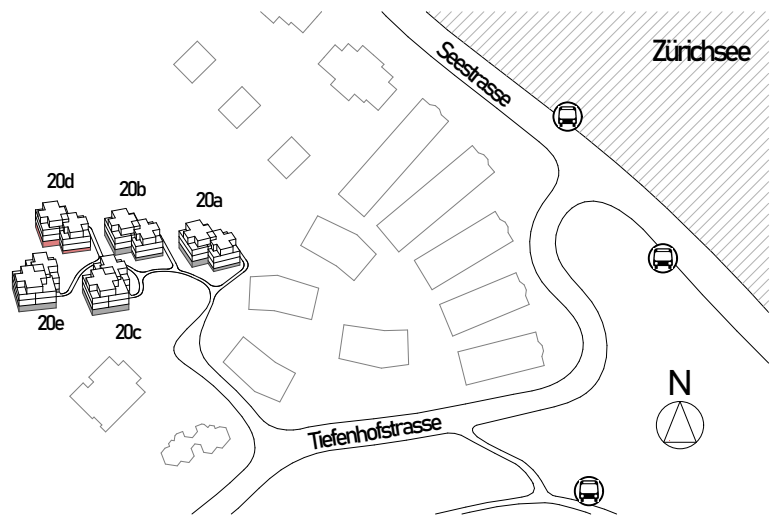 Zürichsee
Seestrasse
20d
20b
20a
20e
20c
N
Tiefenhofstrasse